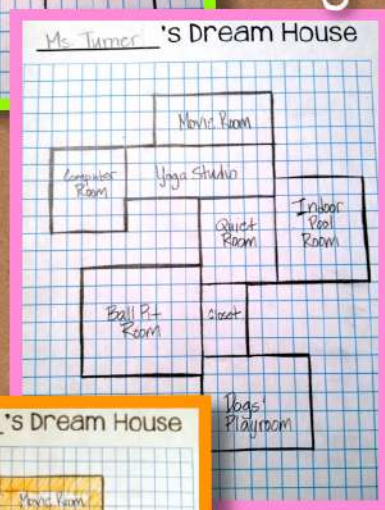 Ms. Turner's Dream House
Movie Room
Computer
Room
Yoga Studio
Indoor
Pool
Room
Quiet
Room
Ball Pit
Room
Closet
Dogs'
Playroom
's Dream House
Movie Room